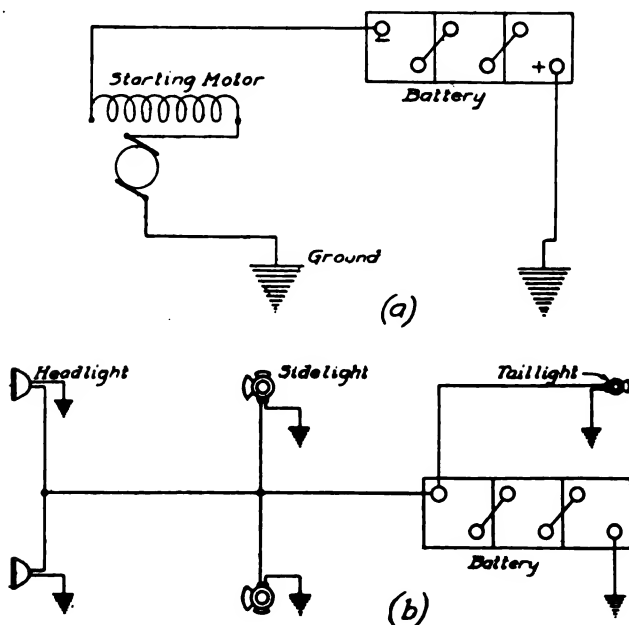 −
Starting Motor
+
Battery
Ground
(a)
Headlight
Sidelight
Taillight
Battery
(b)